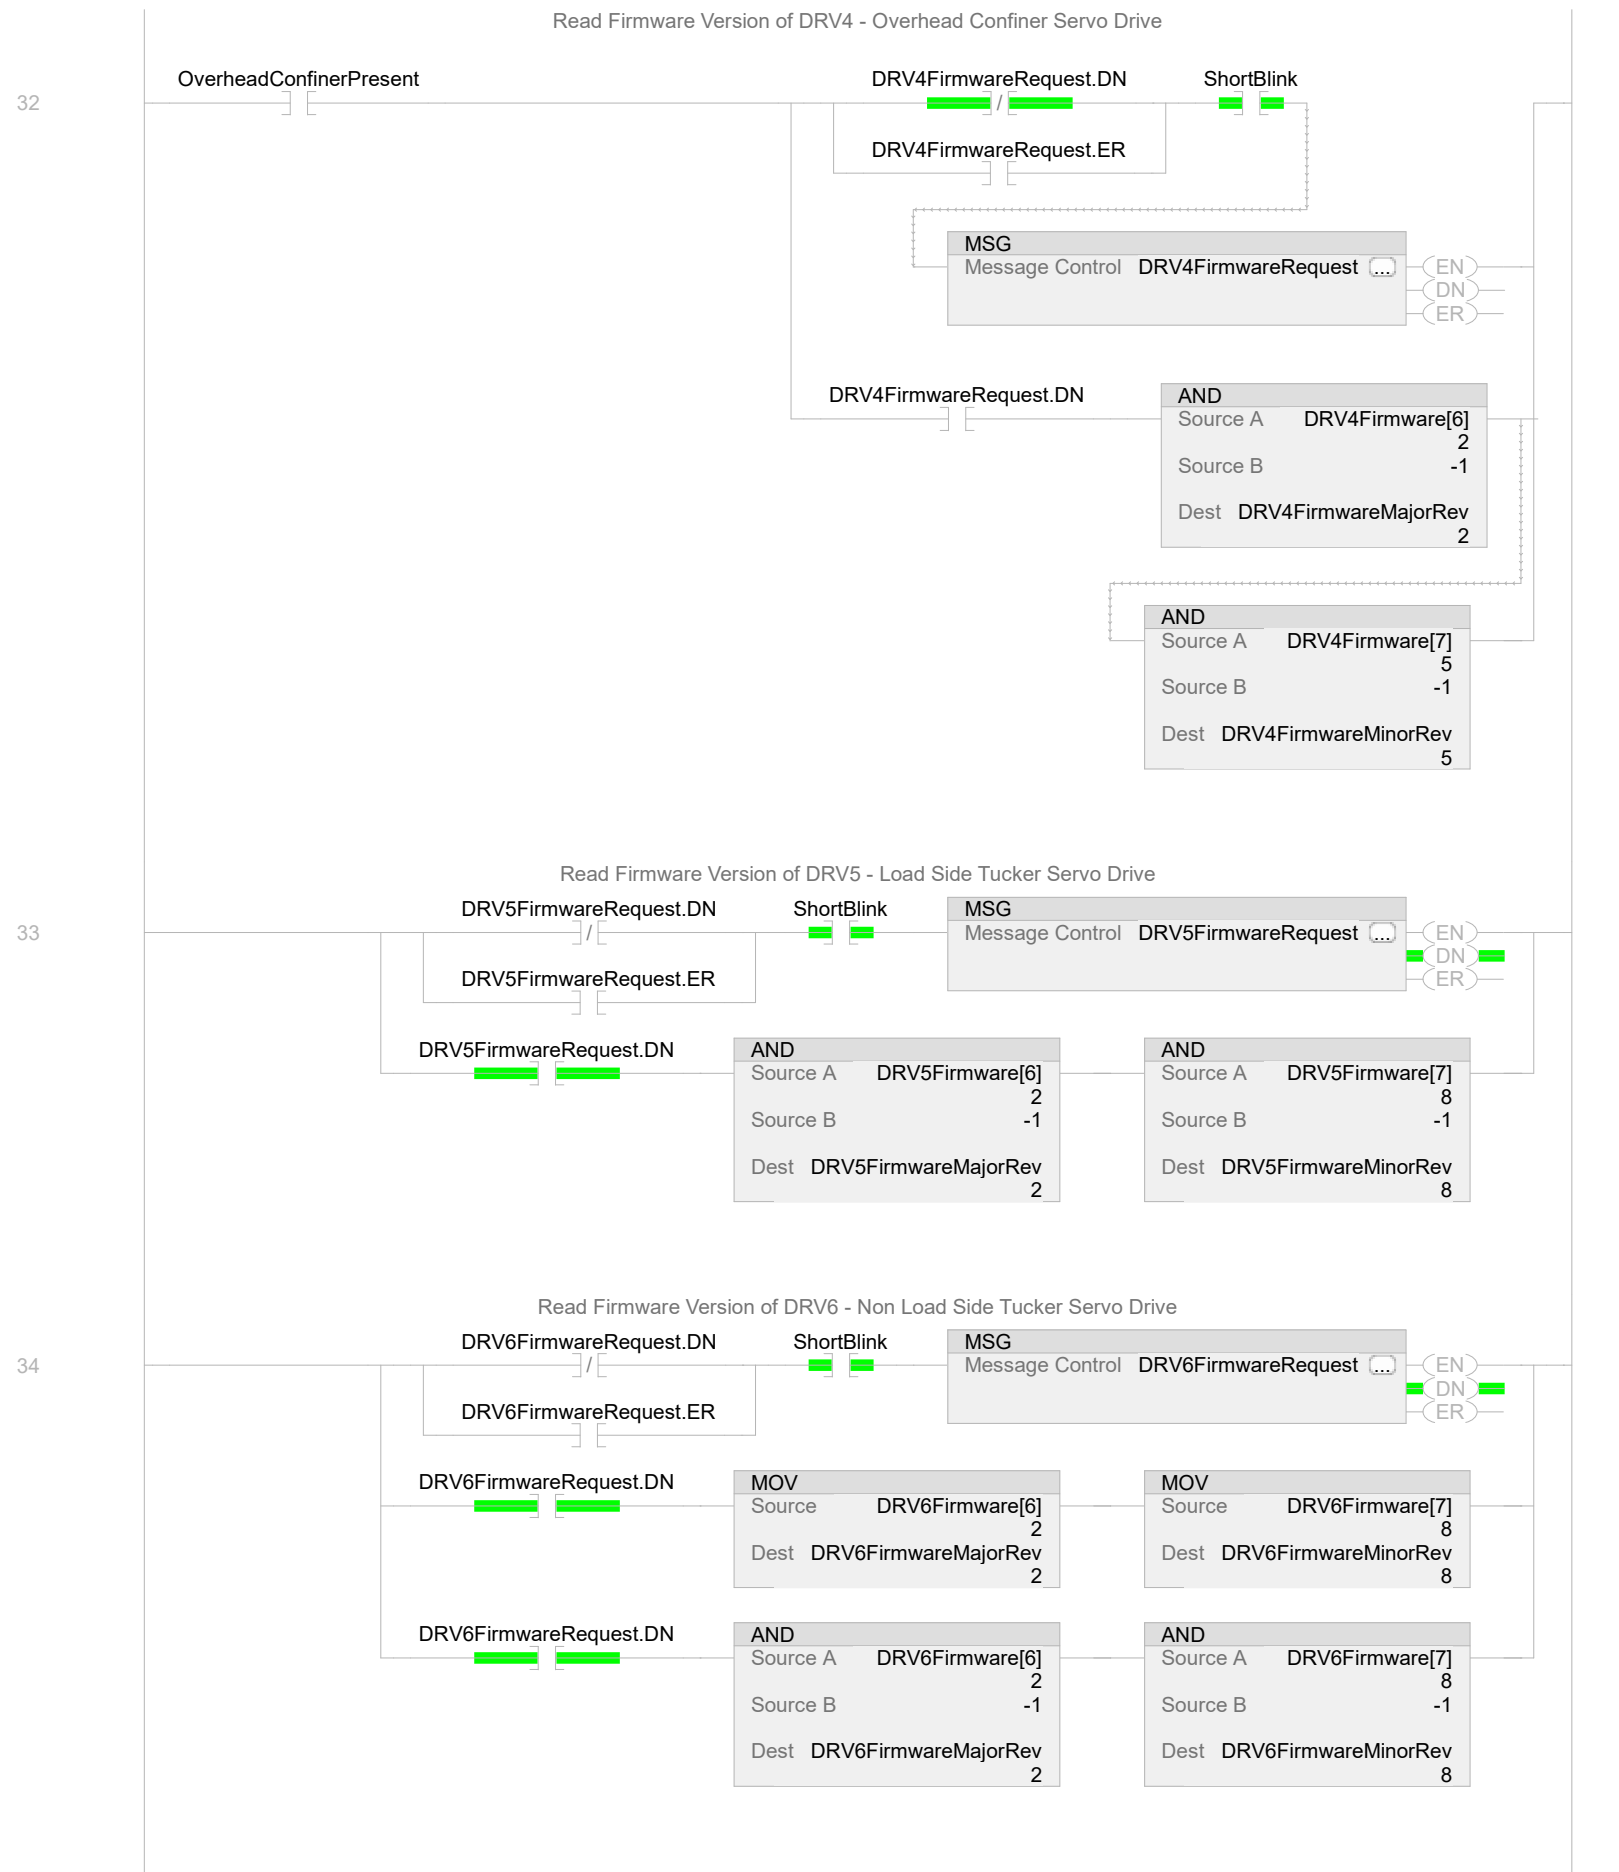 Read Firmware Version of DRV4 - Overhead Confiner Servo Drive
32
OverheadConfinerPresent
DRV4FirmwareRequest.DN
/
ShortBlink
DRV4FirmwareRequest.ER
MSG
Message Control DRV4FirmwareRequest ...
EN
DN
ER
DRV4FirmwareRequest.DN
AND
Source A DRV4Firmware[6]
2
Source B -1
Dest DRV4FirmwareMajorRev
2
AND
Source A DRV4Firmware[7]
5
Source B -1
Dest DRV4FirmwareMinorRev
5
Read Firmware Version of DRV5 - Load Side Tucker Servo Drive
33
DRV5FirmwareRequest.DN
/
ShortBlink
DRV5FirmwareRequest.ER
MSG
Message Control DRV5FirmwareRequest ...
EN
DN
ER
DRV5FirmwareRequest.DN
AND
Source A DRV5Firmware[6]
2
Source B -1
Dest DRV5FirmwareMajorRev
2
AND
Source A DRV5Firmware[7]
8
Source B -1
Dest DRV5FirmwareMinorRev
8
Read Firmware Version of DRV6 - Non Load Side Tucker Servo Drive
34
DRV6FirmwareRequest.DN
/
ShortBlink
DRV6FirmwareRequest.ER
MSG
Message Control DRV6FirmwareRequest ...
EN
DN
ER
DRV6FirmwareRequest.DN
MOV
Source DRV6Firmware[6]
2
Dest DRV6FirmwareMajorRev
2
MOV
Source DRV6Firmware[7]
8
Dest DRV6FirmwareMinorRev
8
DRV6FirmwareRequest.DN
AND
Source A DRV6Firmware[6]
2
Source B -1
Dest DRV6FirmwareMajorRev
2
AND
Source A DRV6Firmware[7]
8
Source B -1
Dest DRV6FirmwareMinorRev
8